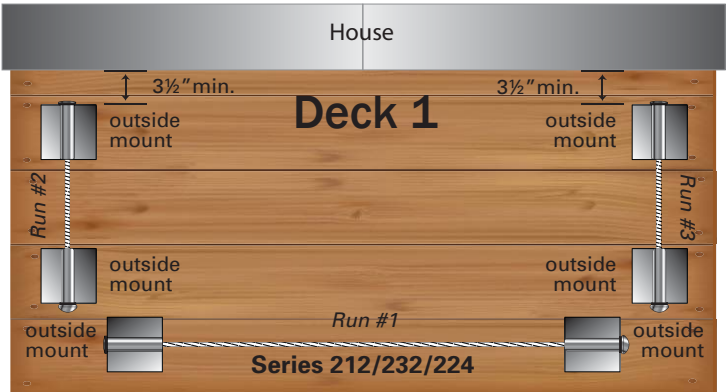 House
3½” min.
3½” min.
Deck 1
outside
mount
outside
mount
Run #2
Run #3
outside
mount
outside
mount
Run #1
outside
mount
outside
mount
Series 212/232/224